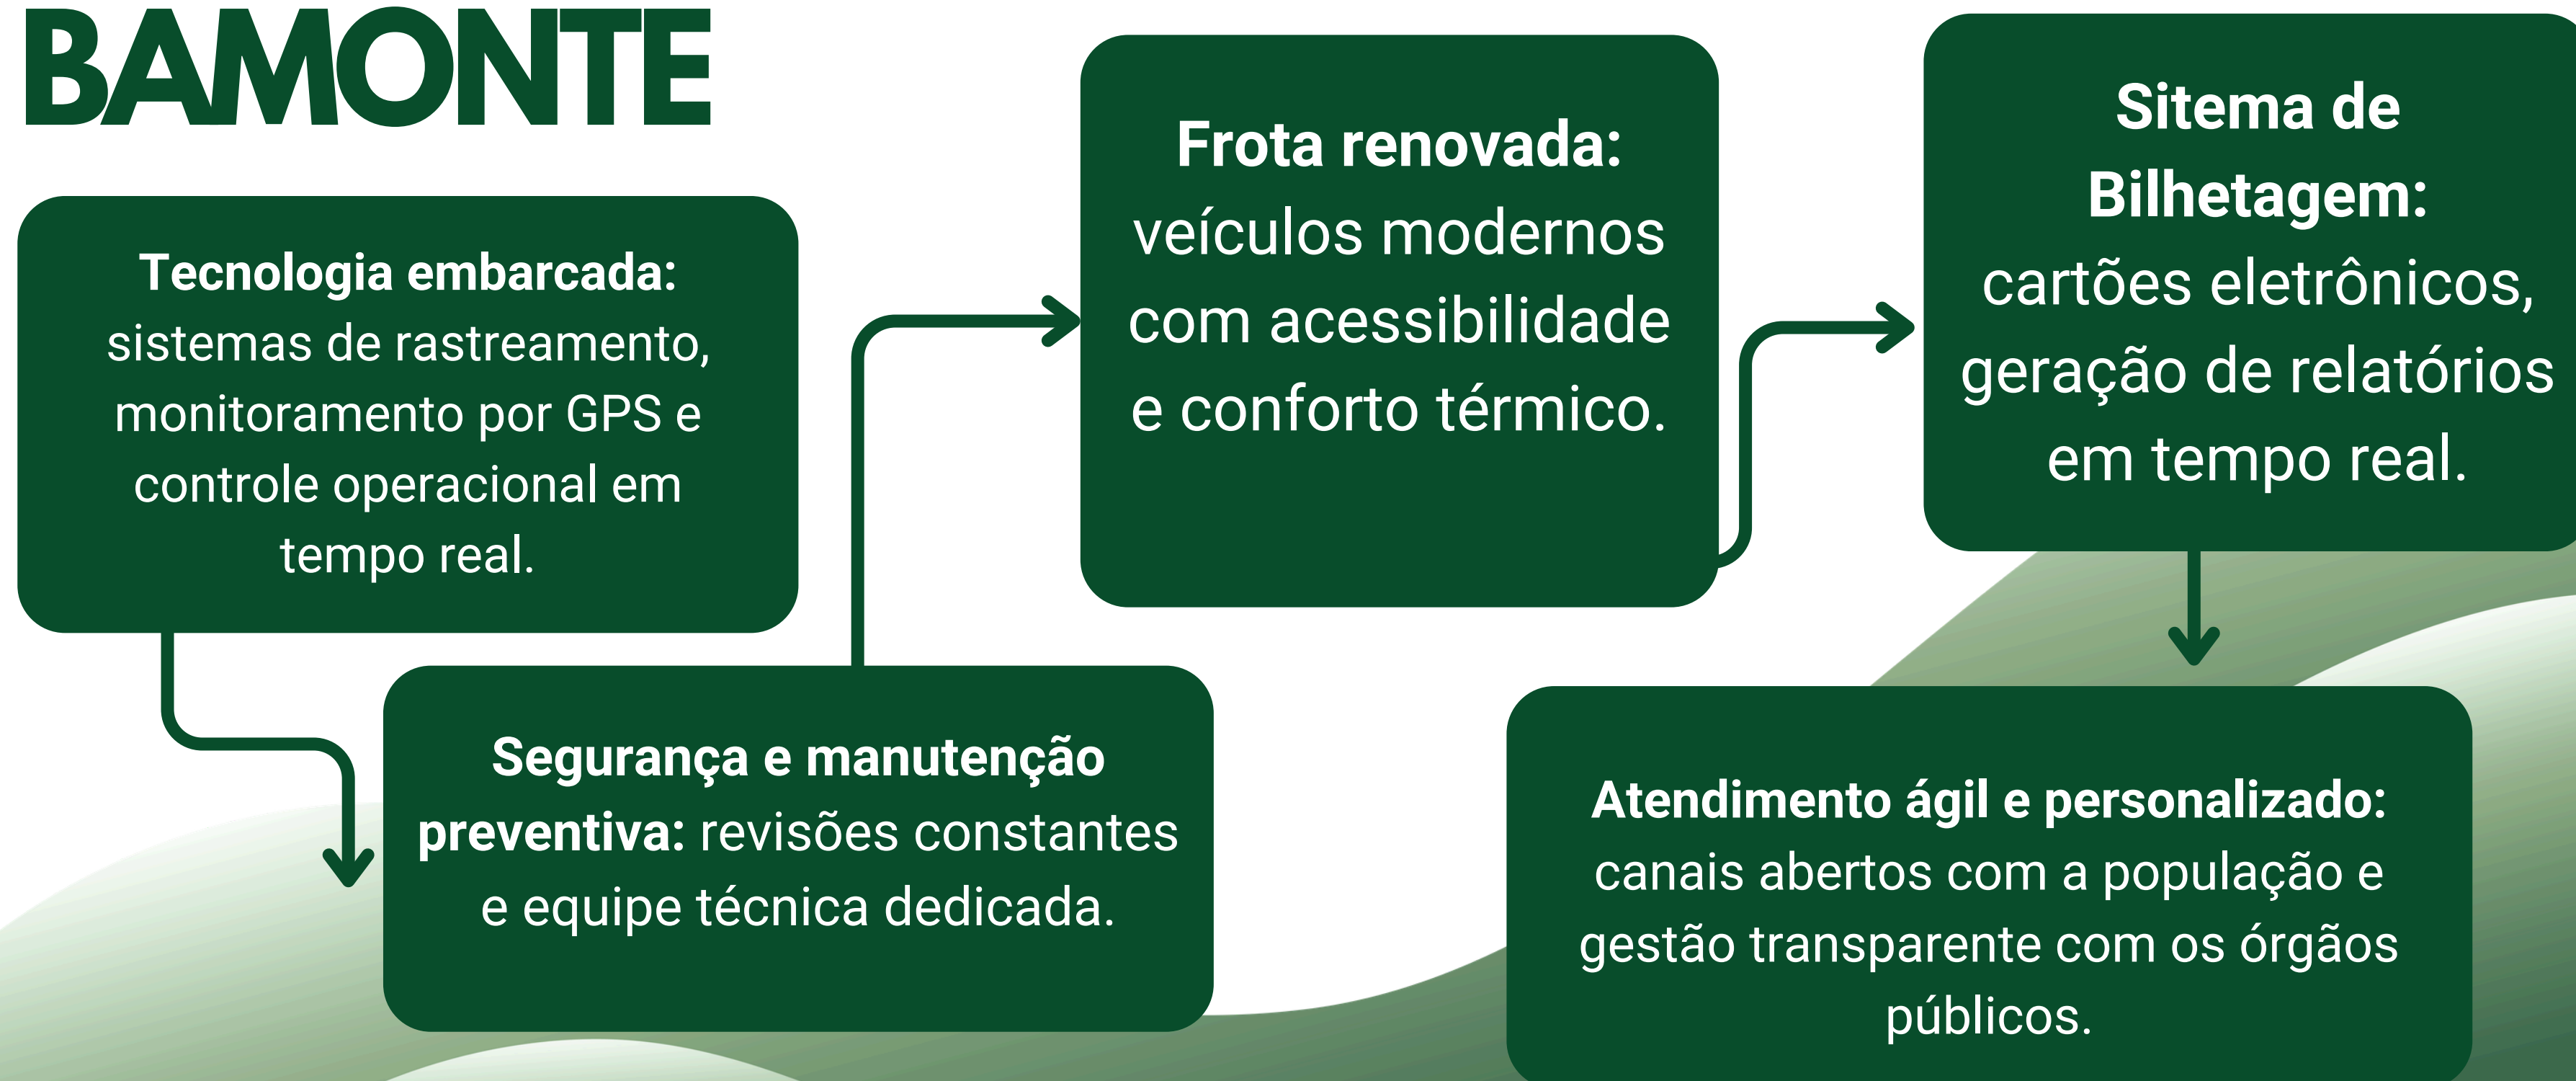 BAMONTE
Tecnologia embarcada:
sistemas de rastreamento,
monitoramento por GPS e
controle operacional em
tempo real.
Segurança e manutenção
preventiva: revisões constantes
e equipe técnica dedicada.
Frota renovada:
veículos modernos
com acessibilidade
e conforto térmico.
Sitema de
Bilhetagem:
cartões eletrônicos,
geração de relatórios
em tempo real.
Atendimento ágil e personalizado:
canais abertos com a população e
gestão transparente com os órgãos
públicos.